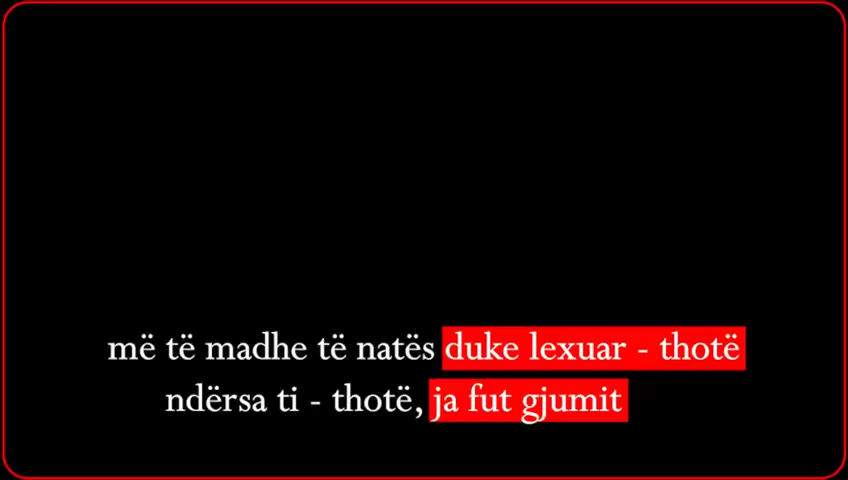 më të madhe të natës duke lexuar - thotë
ndërsa ti - thotë, ja fut gjumit